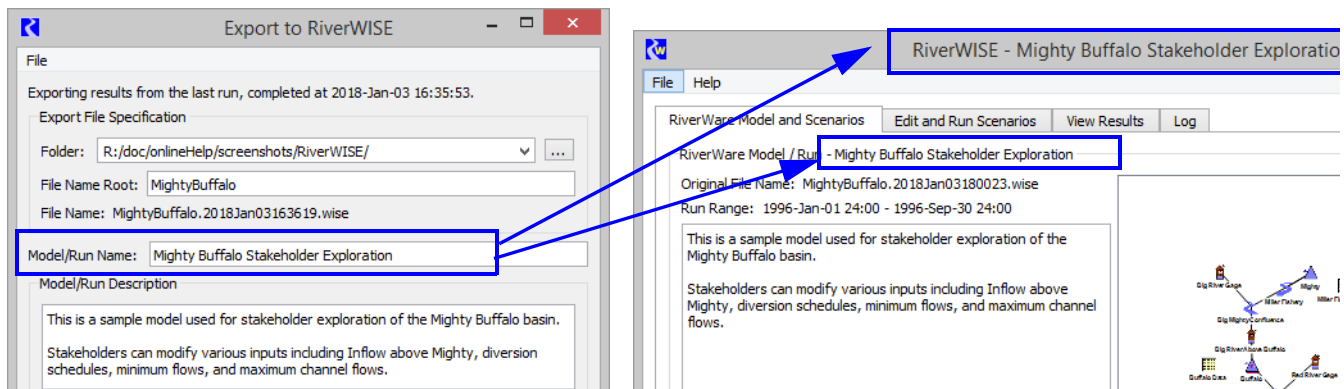 Export to RiverWISE
File
Exporting results from the last run, completed at 2018-Jan-03 16:35:53.
Export File Specification
Folder: R:/doc/onlineHelp/screenshots/RiverWISE/
...
File Name Root: MightyBuffalo
File Name: MightyBuffalo.2018Jan03163619.wise
Model/Run Name: Mighty Buffalo Stakeholder Exploration
Model/Run Description
This is a sample model used for stakeholder exploration of the Mighty Buffalo basin.
Stakeholders can modify various inputs including Inflow above Mighty, diversion
schedules, minimum flows, and maximum channel flows.
RiverWISE - Mighty Buffalo Stakeholder Exploratio
File Help
RiverWare Model and Scenarios Edit and Run Scenarios View Results Log
RiverWare Model / Run - Mighty Buffalo Stakeholder Exploration
Original File Name: MightyBuffalo.2018Jan03180023.wise
Run Range: 1996-Jan-01 24:00 - 1996-Sep-30 24:00
This is a sample model used for stakeholder exploration of the
Mighty Buffalo basin.
Stakeholders can modify various inputs including Inflow above
Mighty, diversion schedules, minimum flows, and maximum channel
flows.
Big River Gage
Mighty
Big MightyConfluence
Big RiverAbove Buffalo
Buffalo Data
Buffalo
Red River Gage